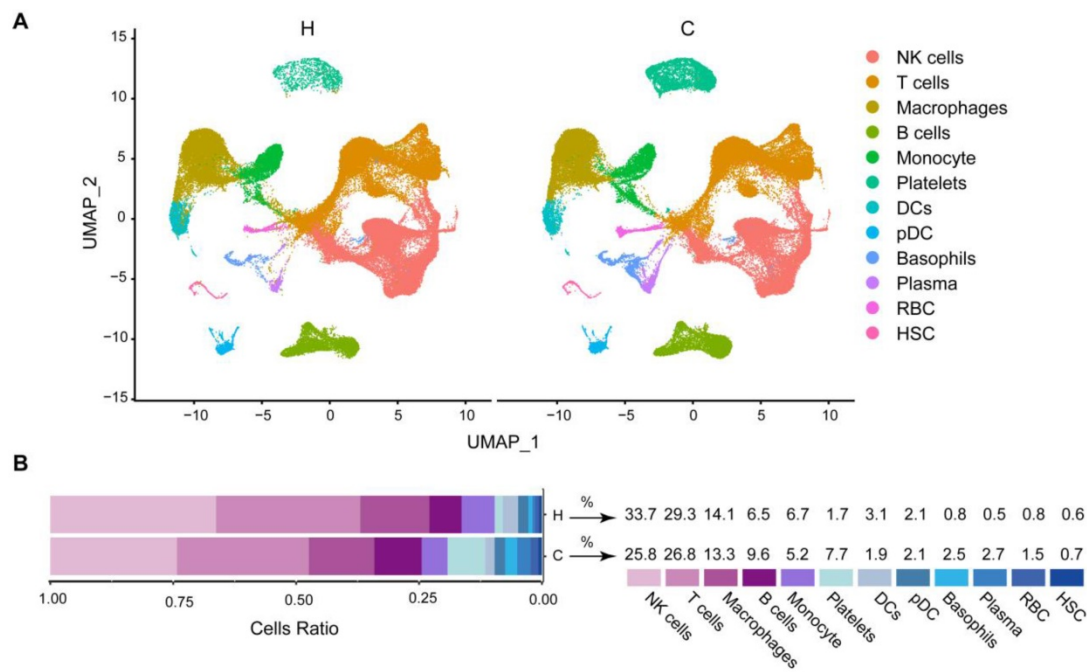 A
H
C
15
10
5
0
−5
−10
−15
UMAP_2
−10
−5
0
5
10
−10
−5
0
5
10
UMAP_1
NK cells
T cells
Macrophages
B cells
Monocyte
Platelets
DCs
pDC
Basophils
Plasma
RBC
HSC
B
H
%
33.7 29.3 14.1 6.5 6.7 1.7 3.1 2.1 0.8 0.5 0.8 0.6
C
%
25.8 26.8 13.3 9.6 5.2 7.7 1.9 2.1 2.5 2.7 1.5 0.7
1.00 0.75 0.50 0.25 0.00
Cells Ratio
NK cells
T cells
Macrophages
B cells
Monocyte
Platelets
DCs
pDC
Basophils
Plasma
RBC
HSC